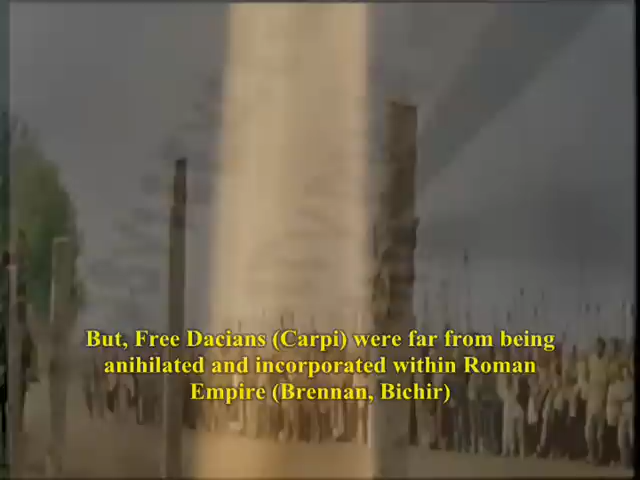 But, Free Dacians (Carpi) were far from being
anihilated and incorporated within Roman
Empire (Brennan, Bichir)